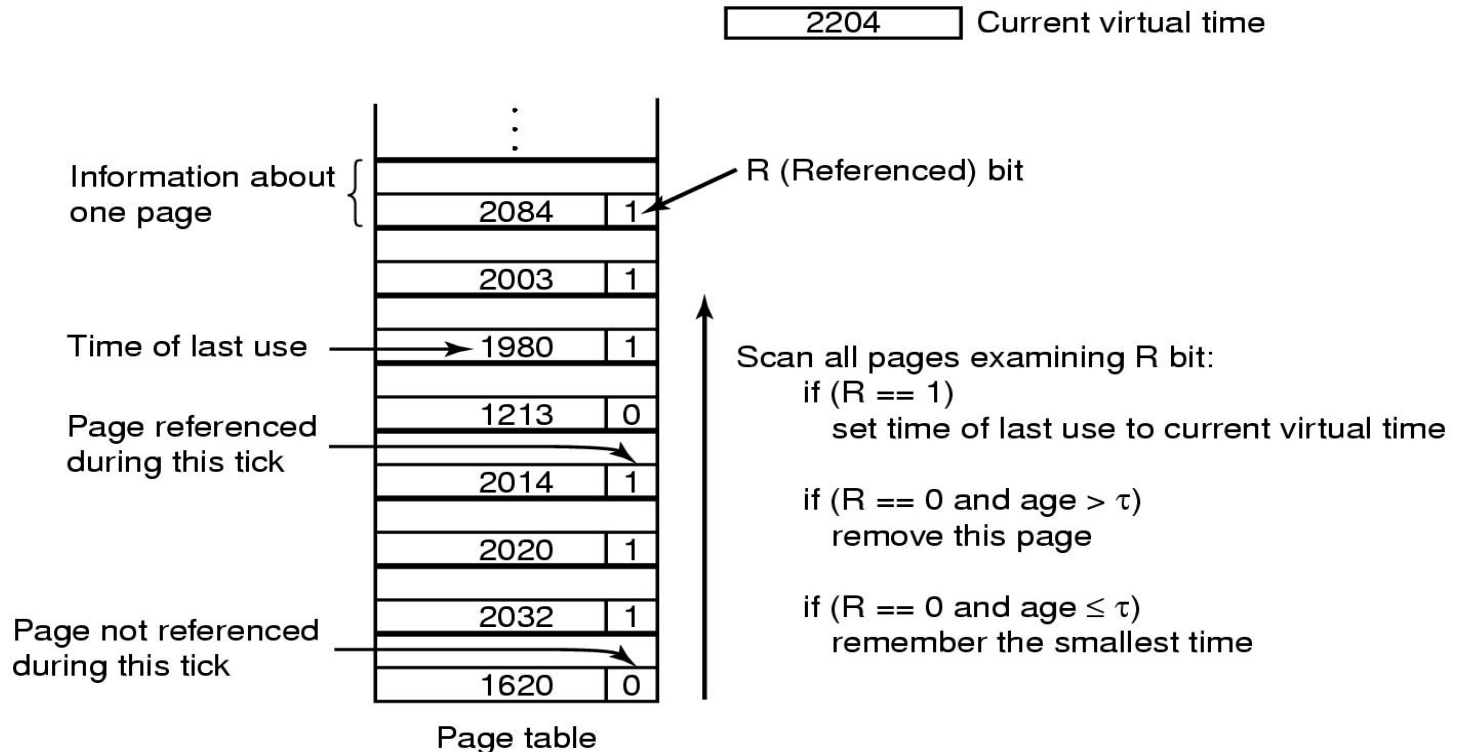 2204 Current virtual time
Information about
one page
R (Referenced) bit
2084 1
2003 1
Time of last use
1980 1
1213 0
Page referenced
during this tick
2014 1
2020 1
2032 1
Page not referenced
during this tick
1620 0
Page table
Scan all pages examining R bit:
if (R == 1)
set time of last use to current virtual time
if (R == 0 and age > τ)
remove this page
if (R == 0 and age ≤ τ)
remember the smallest time